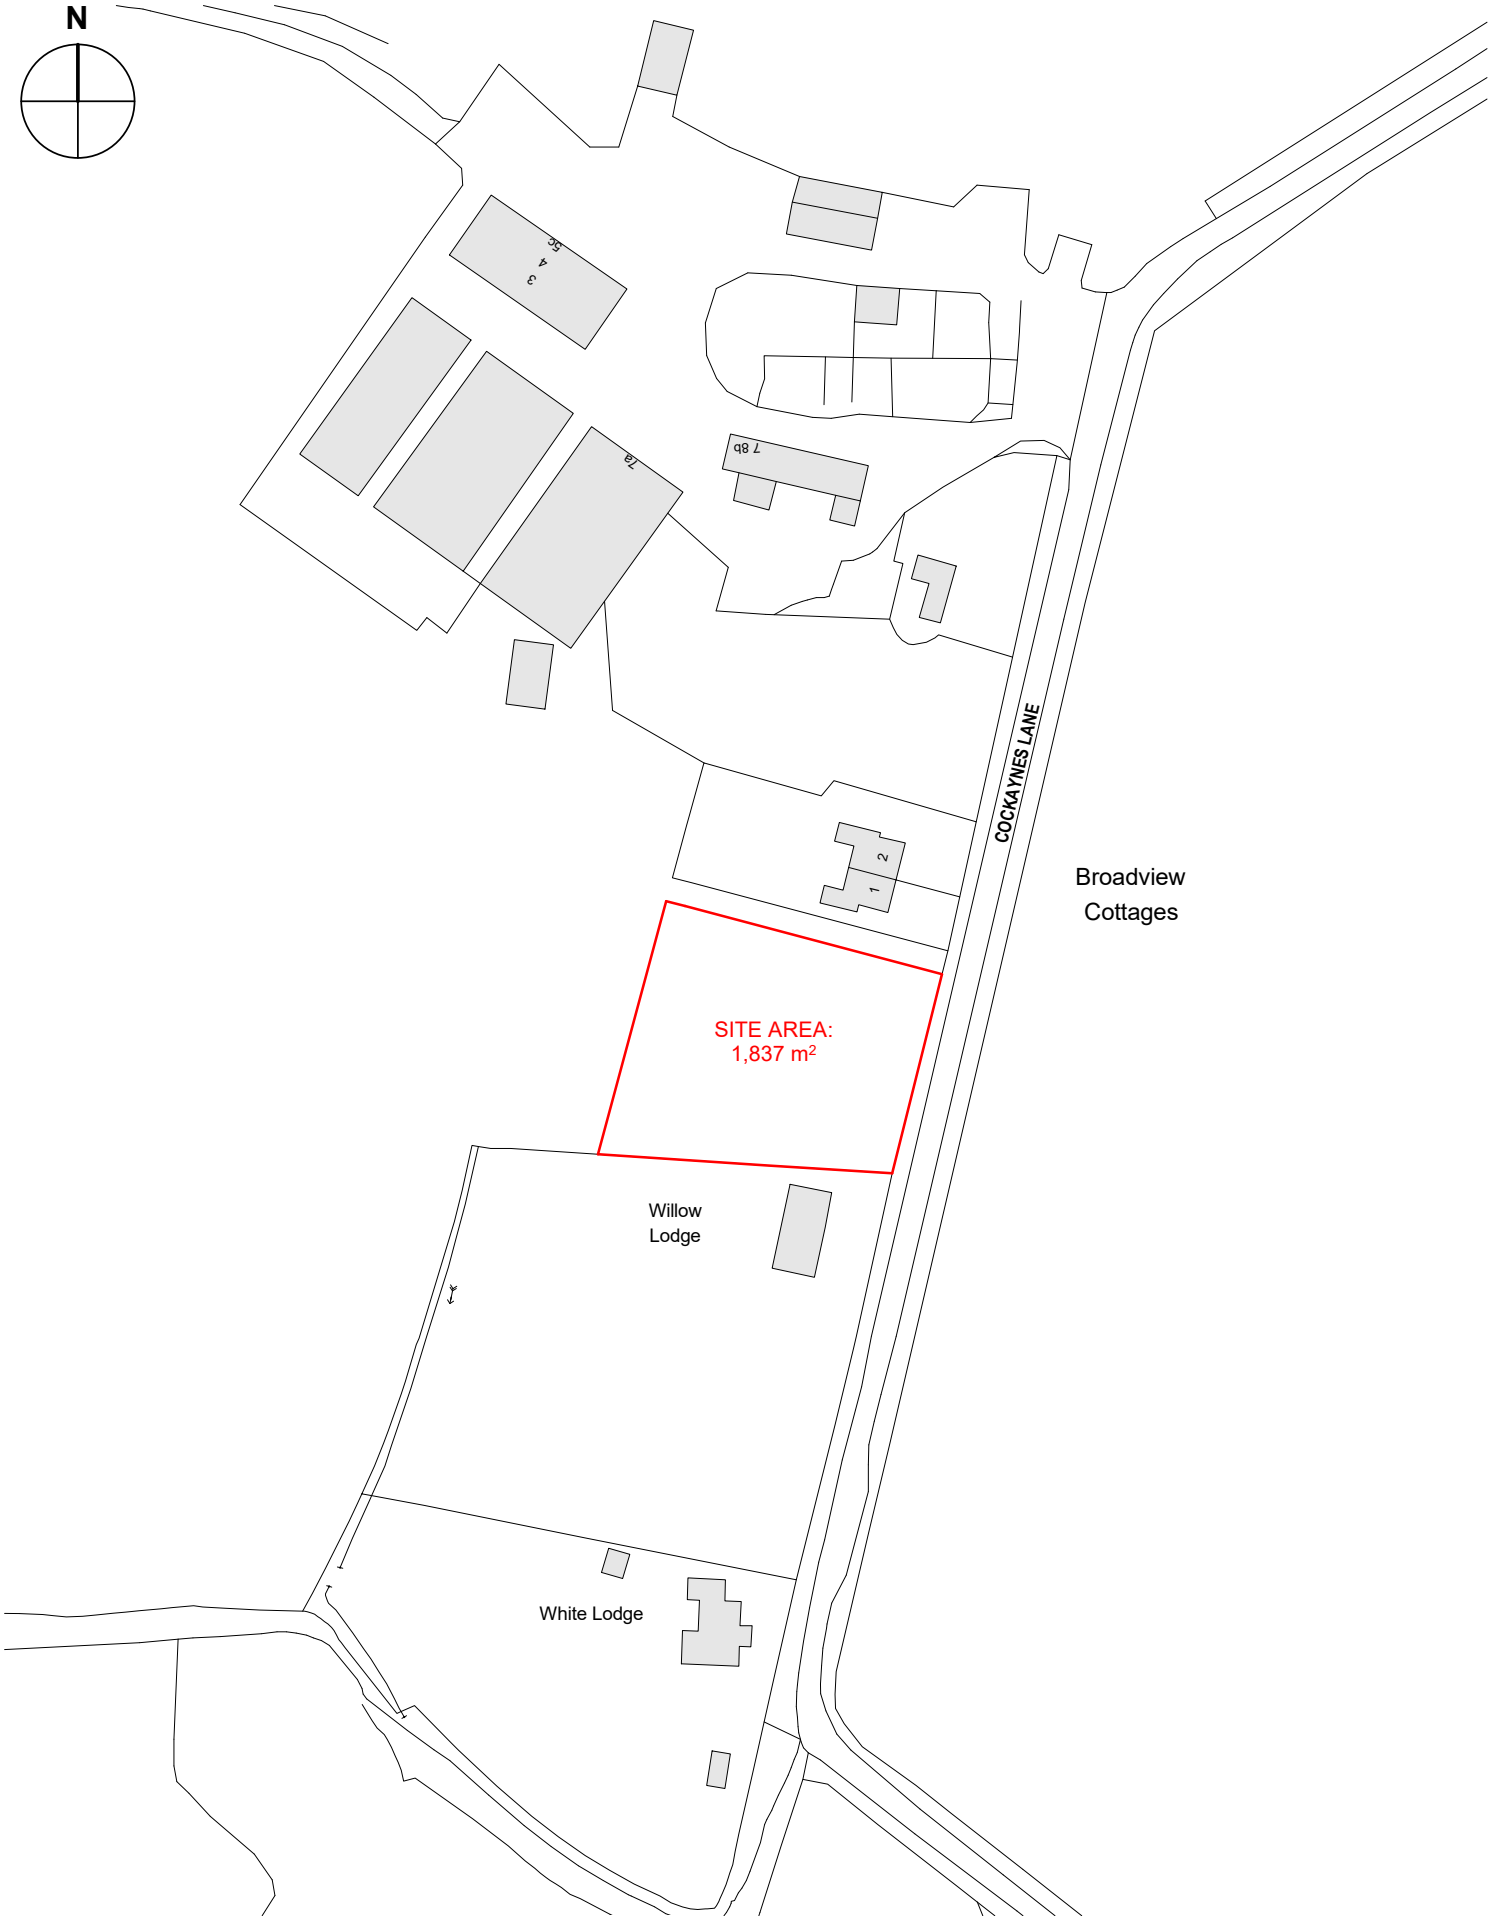 N
5c
4
3
7a
7 8b
COCKAYNES LANE
2
1
Broadview
Cottages
SITE AREA:
1,837 m²
Willow
Lodge
White Lodge